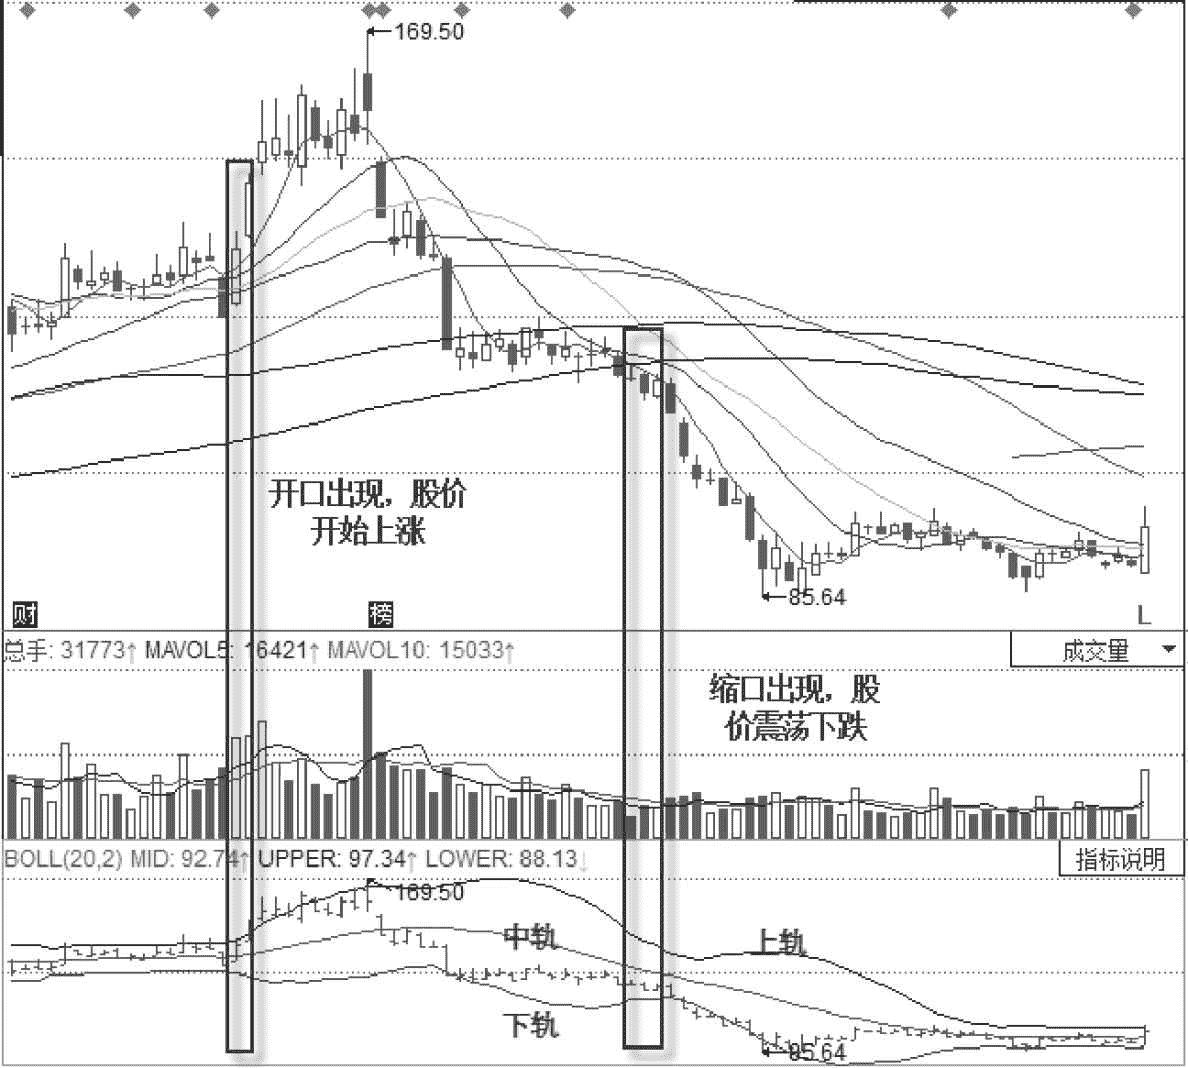 169.50
开口出现，股价
开始上涨
85.64
财
榜
L
总手: 31773↑ MAVOL5: 16421↑ MAVOL10: 15033↑
成交量
缩口出现，股
价震荡下跌
BOLL(20,2) MID: 92.74↑ UPPER: 97.34↑ LOWER: 88.13↓
指标说明
169.50
中轨
上轨
下轨
85.64